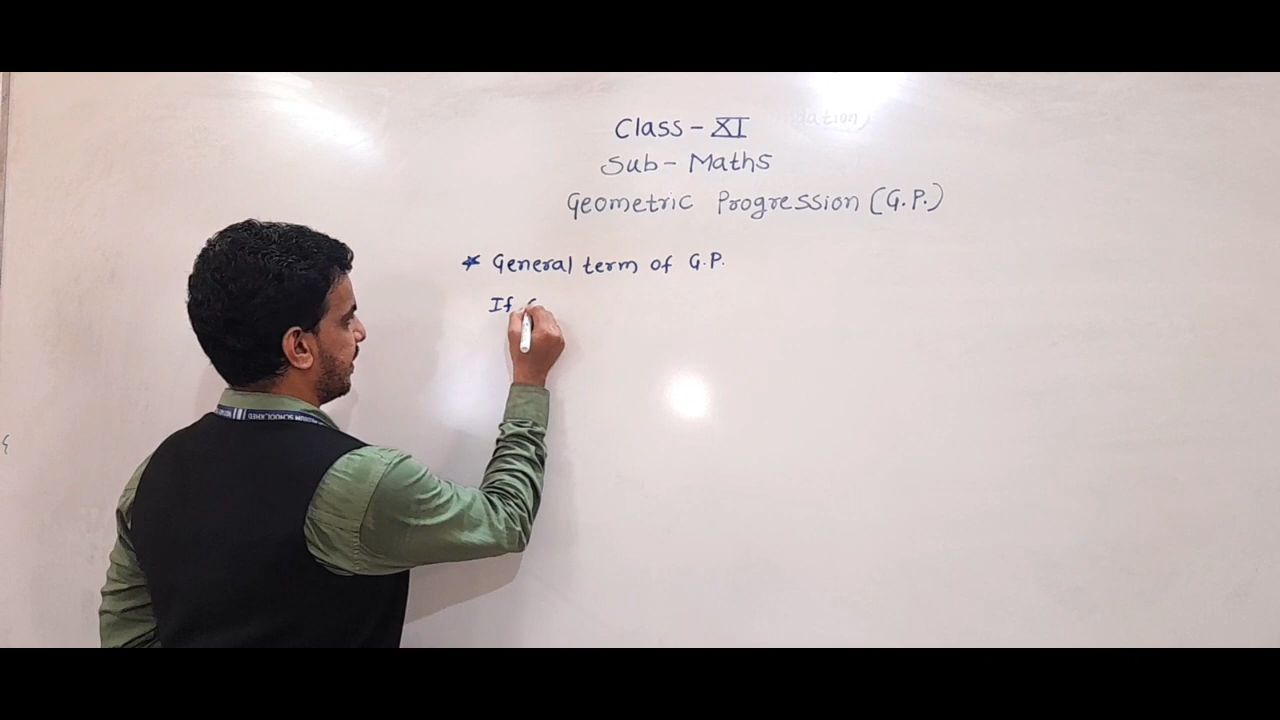 Class - XI
Sub - Maths
Geometric Progression (G.P.)
* General term of G.P.
If